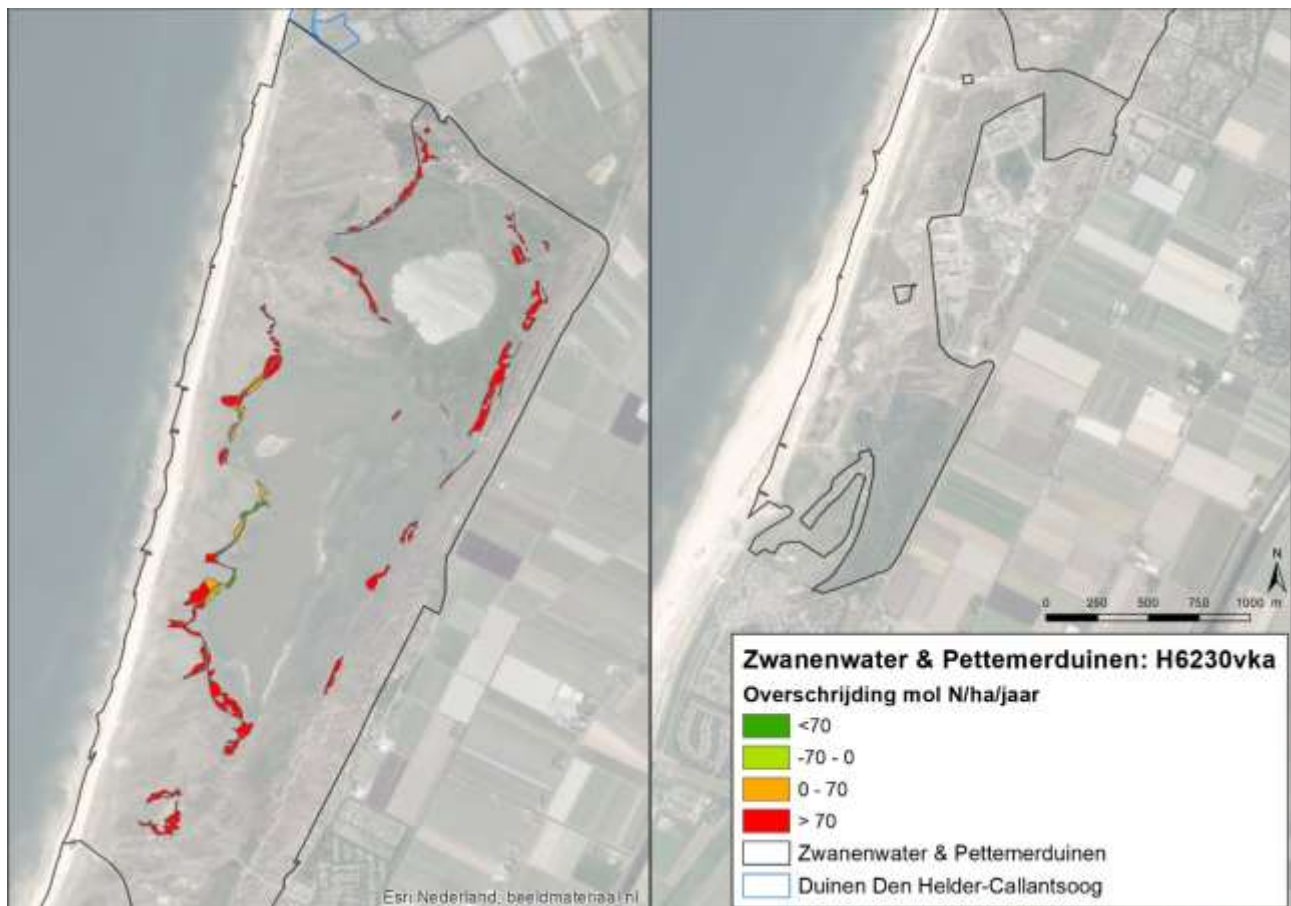 N
0 250 500 750 1000 m
Zwanenwater & Pettemerduinen: H6230vka
Overschrijding mol N/ha/jaar
<70
-70 - 0
0 - 70
> 70
Zwanenwater & Pettemerduinen
Duinen Den Helder-Callantsoog
Esri Nederland, beeldmateriaal.nl